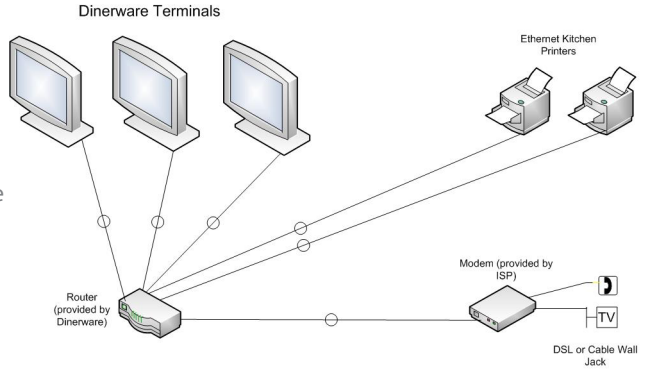 Dinerware Terminals
Ethernet Kitchen
Printers
e
Modem (provided by
ISP)
Router
(provided by
Dinerware)
TV
DSL or Cable Wall
Jack